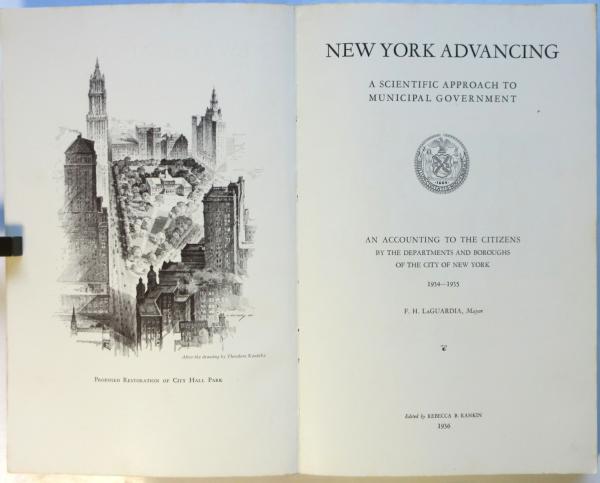 After the drawing by Theodore Kautzky
PROPOSED RESTORATION OF CITY HALL PARK
NEW YORK ADVANCING
A SCIENTIFIC APPROACH TO
MUNICIPAL GOVERNMENT
1664
AN ACCOUNTING TO THE CITIZENS
BY THE DEPARTMENTS AND BOROUGHS
OF THE CITY OF NEW YORK
1934—1935
F. H. LaGUARDIA, Mayor
Edited by REBECCA B. RANKIN
1936